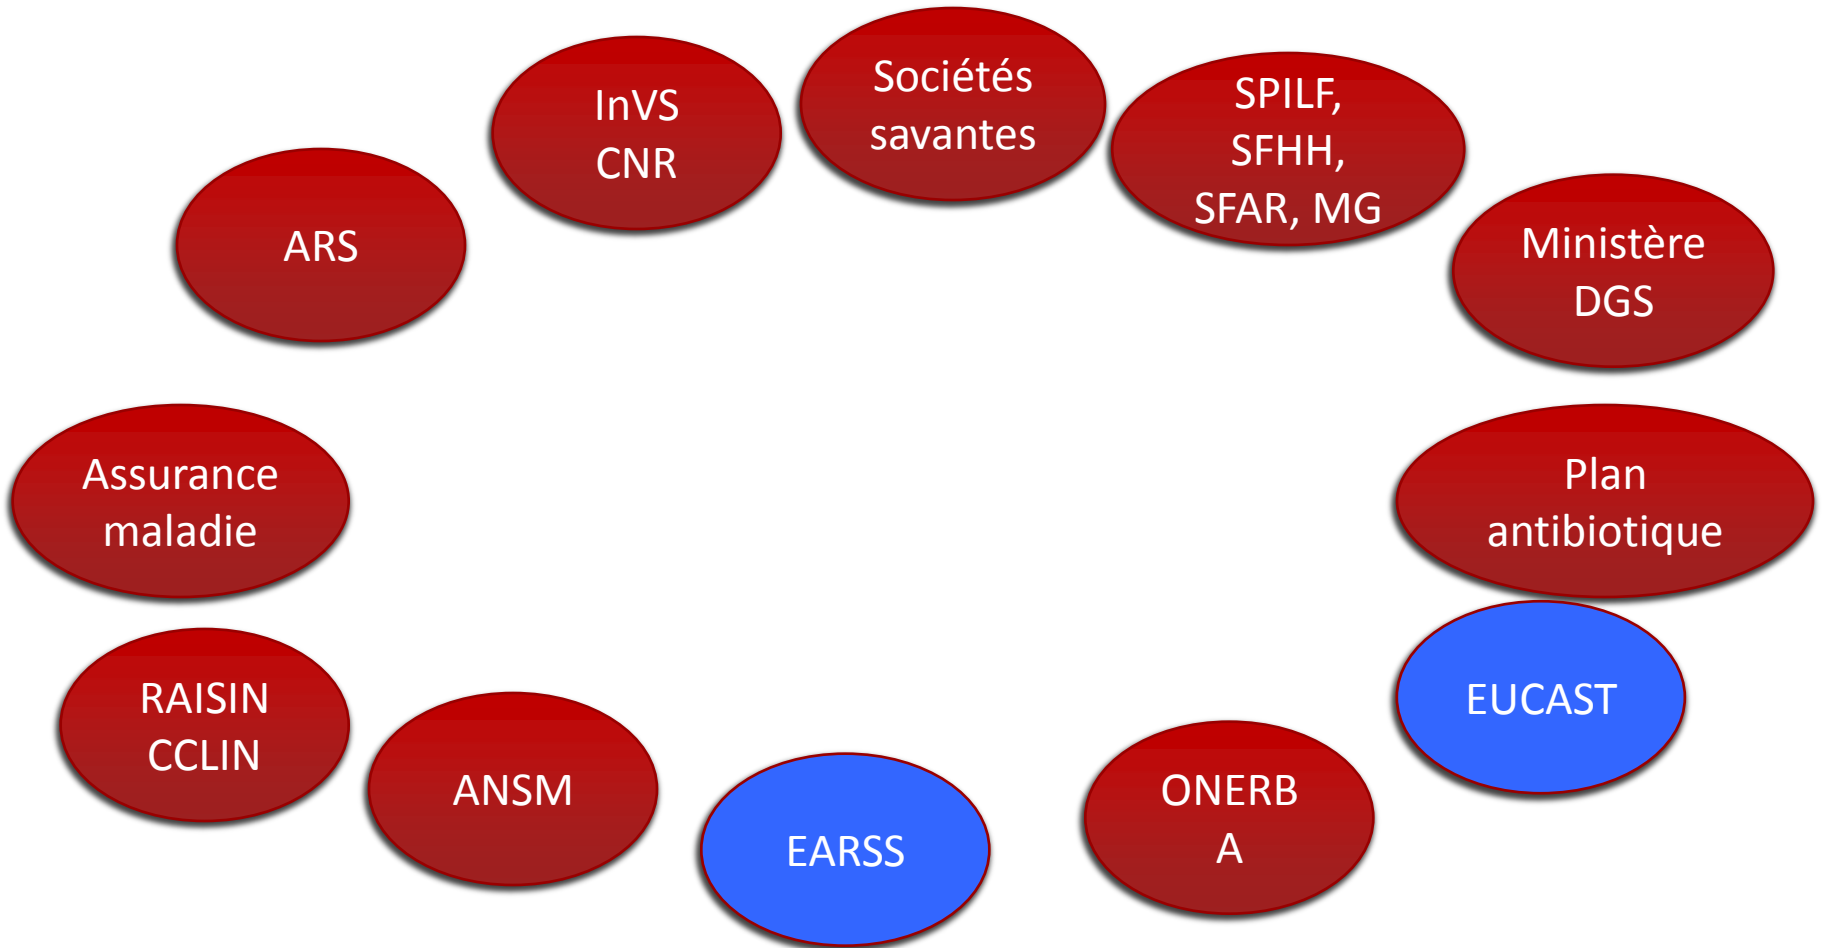 Sociétés
savantes
InVS
CNR
SPILF,
SFHH,
SFAR, MG
ARS
Ministère
DGS
Assurance
maladie
Plan
antibiotique
RAISIN
CCLIN
EUCAST
ANSM
ONERB
A
EARSS